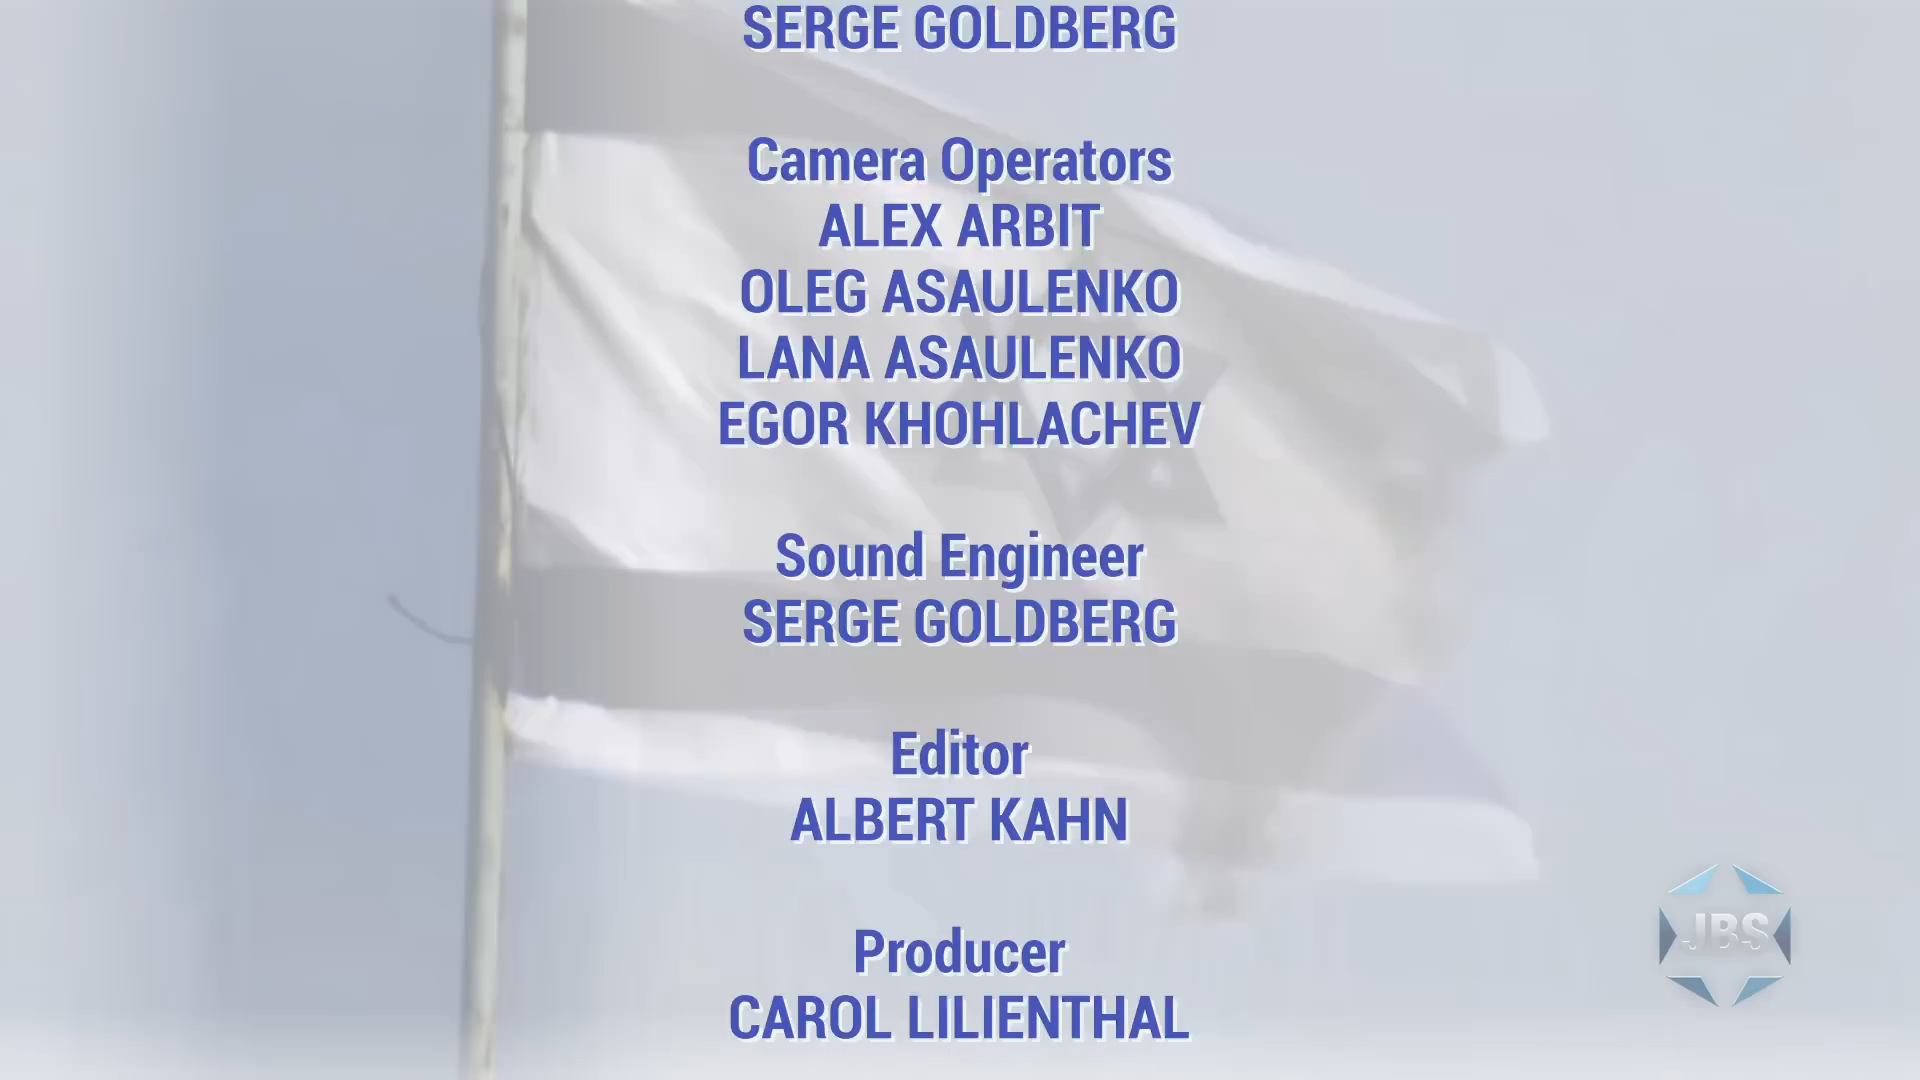 SERGE GOLDBERG
Camera Operators
ALEX ARBIT
OLEG ASAULENKO
LANA ASAULENKO
EGOR KHOHLACHEV
Sound Engineer
SERGE GOLDBERG
Editor
ALBERT KAHN
Producer
CAROL LILIENTHAL
JBS